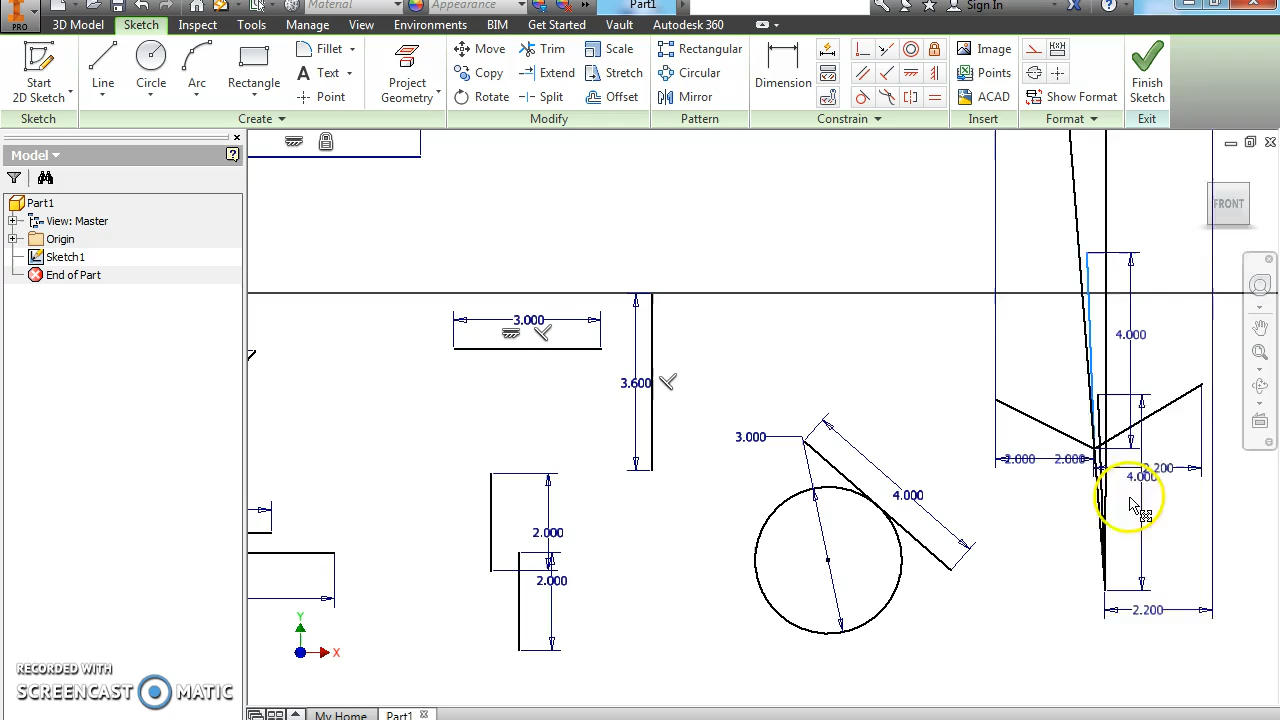 PRO
Material
Appearance
Part1
Sign In
3D Model Sketch Inspect Tools Manage View Environments BIM Get Started Vault Autodesk 360
Start
2D Sketch
Line
Circle
Arc
Rectangle
Fillet
Text
Point
Project
Geometry
Move
Copy
Rotate
Trim
Extend
Split
Scale
Stretch
Offset
Rectangular
Circular
Mirror
Dimension
Image
Points
ACAD
Show Format
Finish
Sketch
Sketch Create Modify Pattern Constrain Insert Format Exit
Model
Part1
View: Master
Origin
Sketch1
End of Part
FRONT
3.000
3.600
2.000
2.000
3.000
4.000
4.000
2.000
2.000
2.200
4.000
2.200
Y
X
RECORDED WITH
SCREENCAST MATIC
My Home Part1